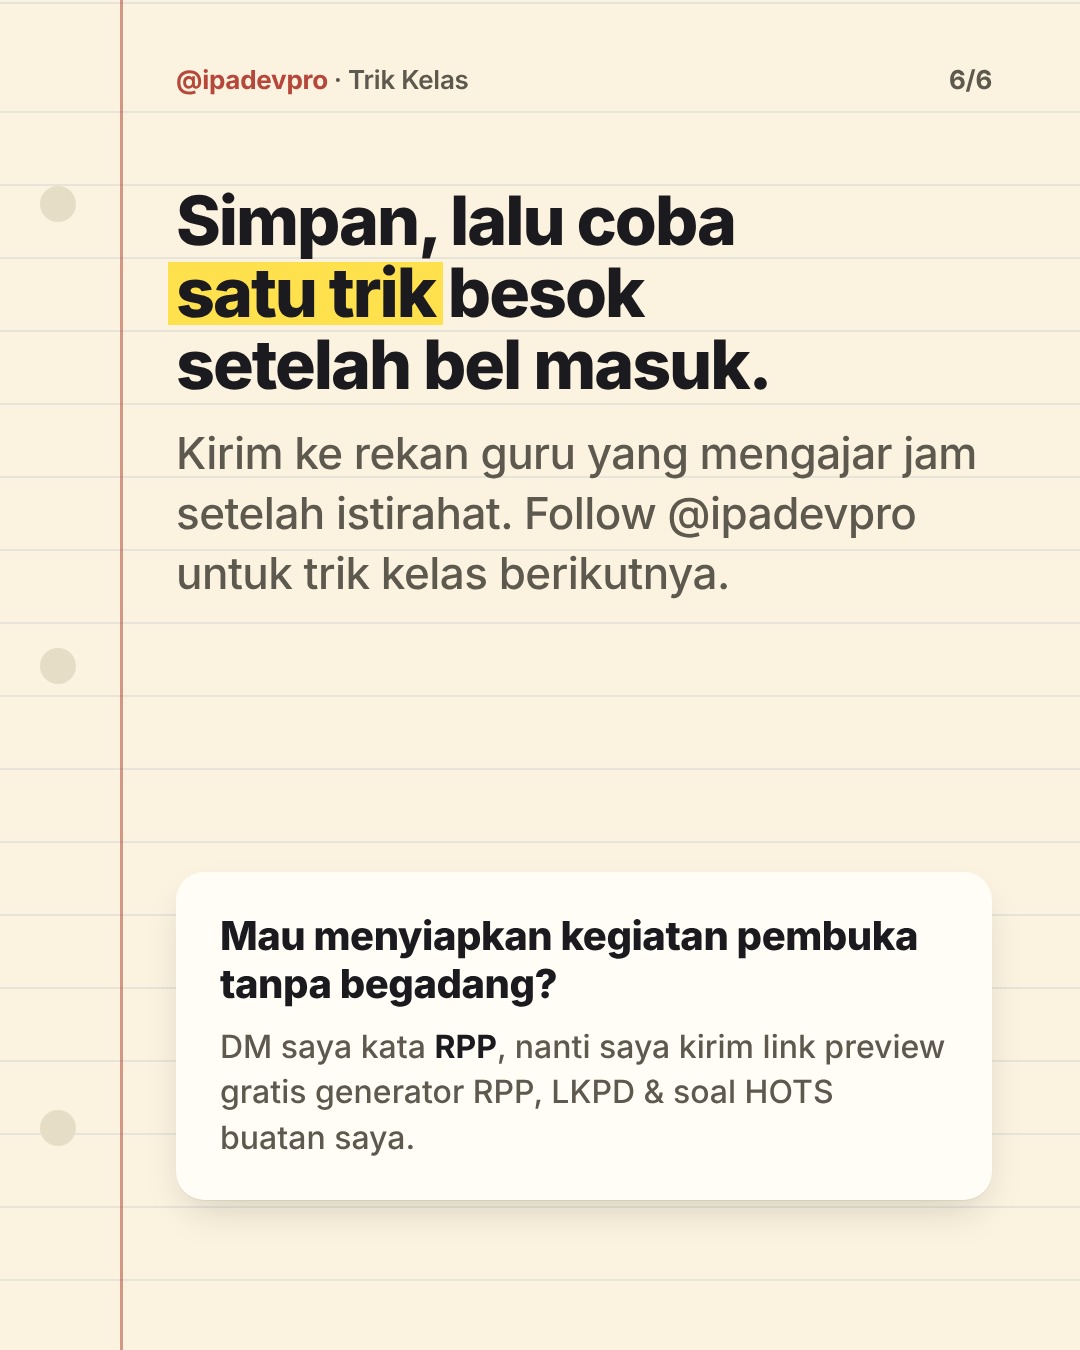 @ipadevpro · Trik Kelas 6/6
Simpan, lalu coba
satu trik besok
setelah bel masuk.
Kirim ke rekan guru yang mengajar jam
setelah istirahat. Follow @ipadevpro
untuk trik kelas berikutnya.
Mau menyiapkan kegiatan pembuka
tanpa begadang?
DM saya kata RPP, nanti saya kirim link preview
gratis generator RPP, LKPD & soal HOTS
buatan saya.